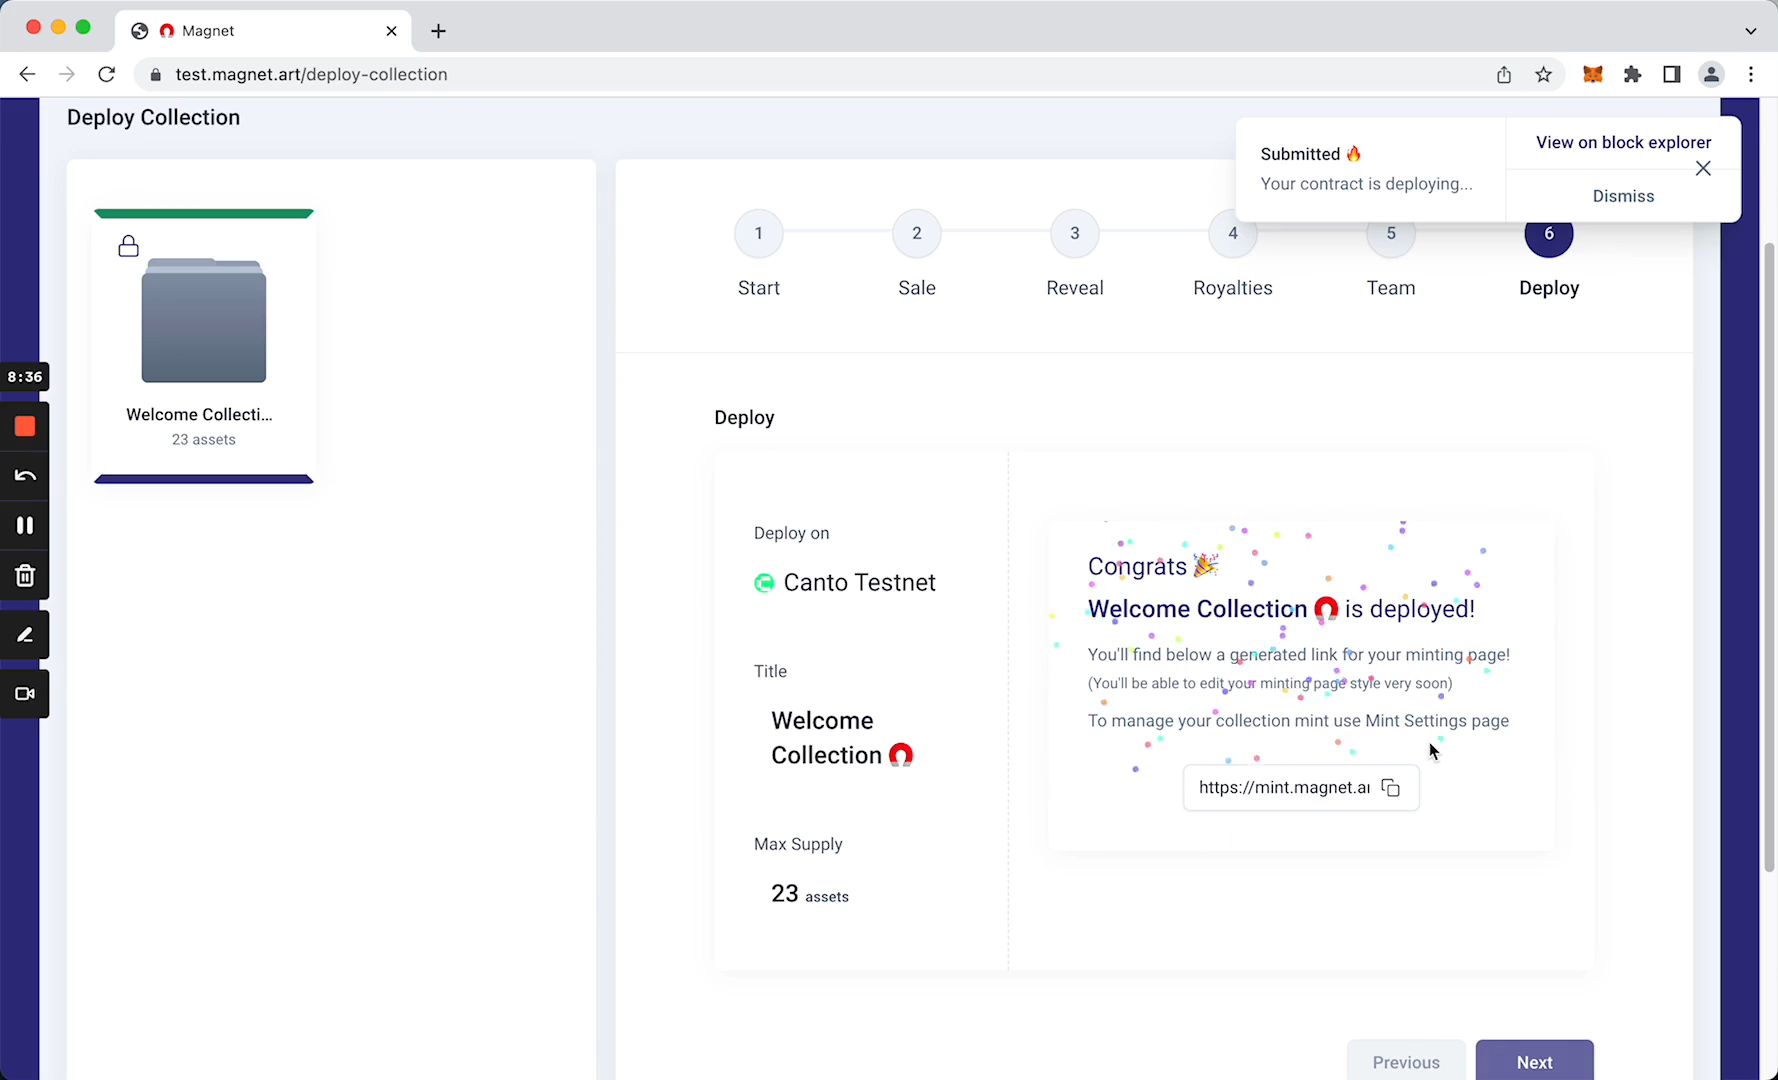 Magnet
test.magnet.art/deploy-collection
Deploy Collection
Submitted 🔥
Your contract is deploying...
View on block explorer
Dismiss
1
2
3
4
5
6
Start
Sale
Reveal
Royalties
Team
Deploy
8:36
Welcome Collecti...
23 assets
Deploy
Deploy on
Canto Testnet
Title
Welcome
Collection
Max Supply
23 assets
Congrats 🎉
Welcome Collection is deployed!
You'll find below a generated link for your minting page!
(You'll be able to edit your minting page style very soon)
To manage your collection mint use Mint Settings page
https://mint.magnet.ar
Previous
Next